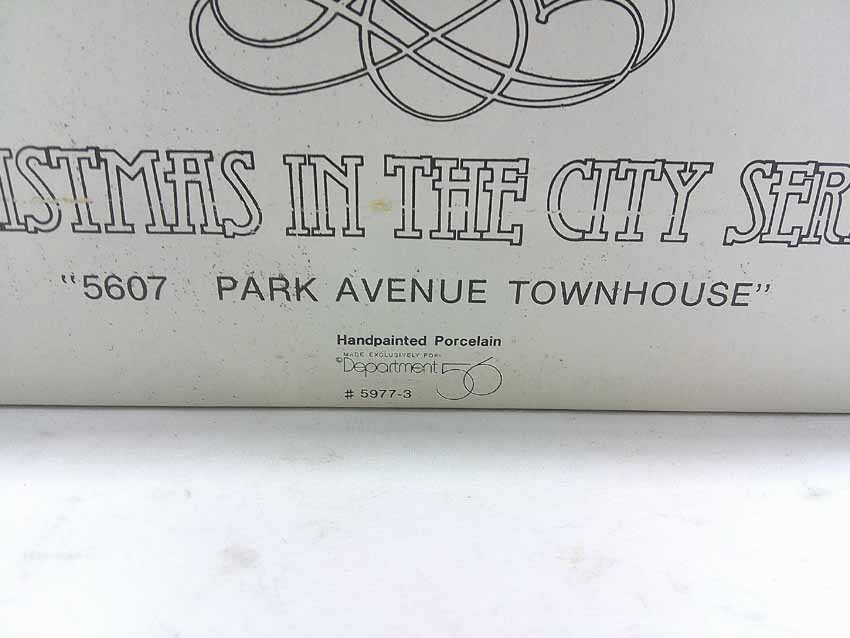 ISTMAS IN THE CITY SER
"5607 PARK AVENUE TOWNHOUSE"
Handpainted Porcelain
MADE EXCLUSIVELY FOR:
©Department 56
# 5977-3